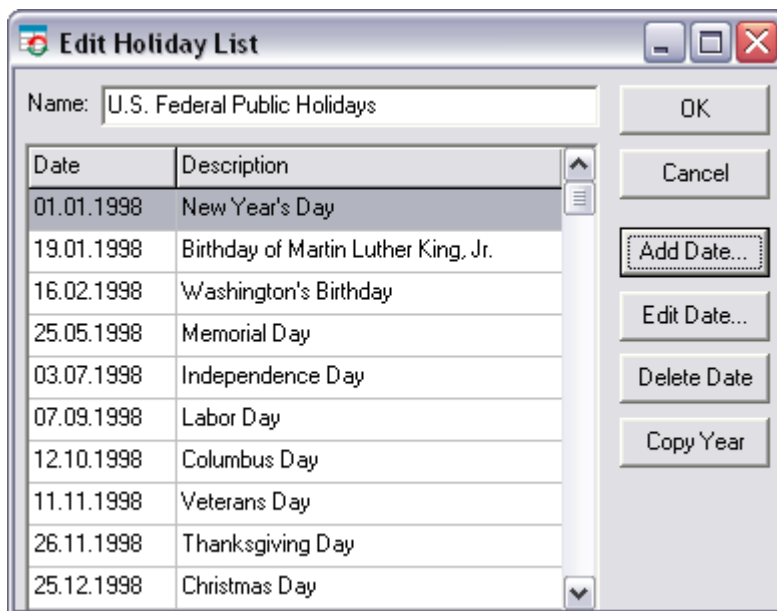 Edit Holiday List
Name: U.S. Federal Public Holidays
OK
Cancel
Add Date...
Edit Date...
Delete Date
Copy Year
Date Description
01.01.1998 New Year's Day
19.01.1998 Birthday of Martin Luther King, Jr.
16.02.1998 Washington's Birthday
25.05.1998 Memorial Day
03.07.1998 Independence Day
07.09.1998 Labor Day
12.10.1998 Columbus Day
11.11.1998 Veterans Day
26.11.1998 Thanksgiving Day
25.12.1998 Christmas Day